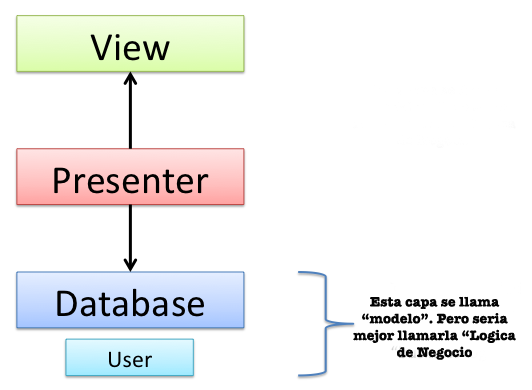 View
Presenter
Database
User
Esta capa se llama
“modelo”. Pero seria
mejor llamarla “Logica
de Negocio